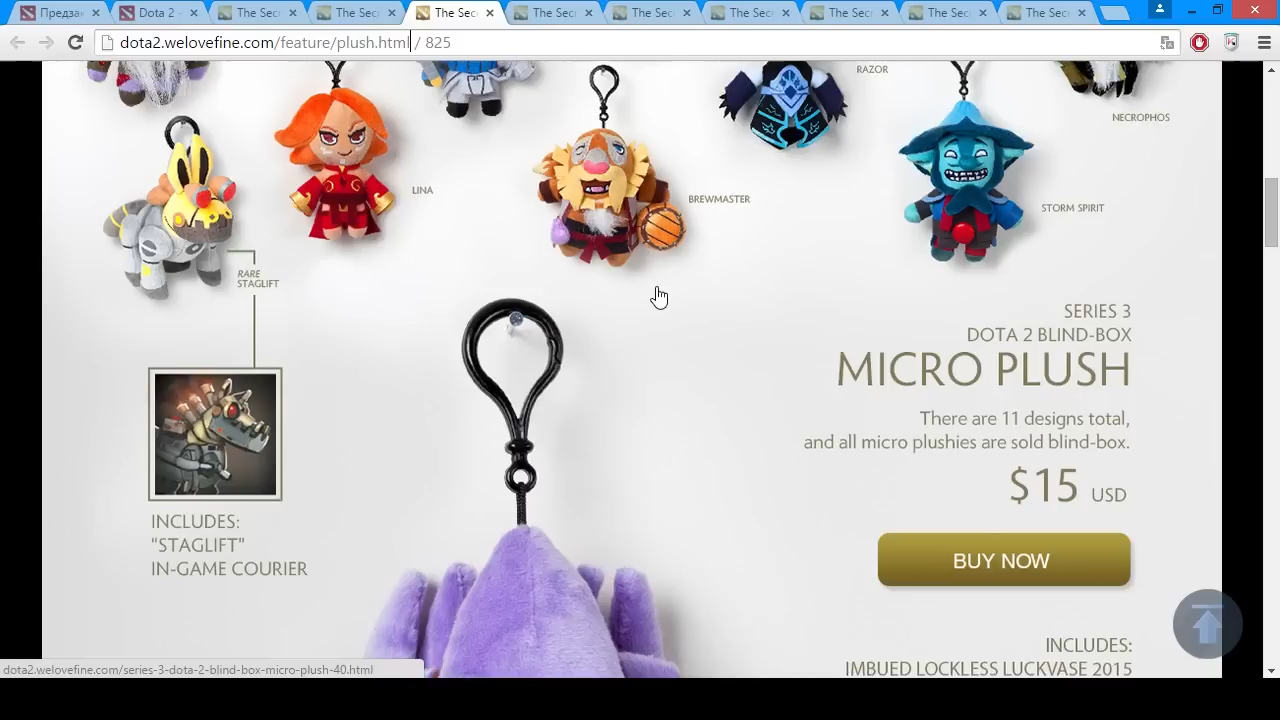 Предзак
Dota 2 -
The Sec
The Sec
The Sec
The Sec
The Sec
The Sec
The Sec
The Sec
The Sec
dota2.welovefine.com/feature/plush.html / 825
RAZOR
NECROPHOS
LINA
BREWMASTER
STORM SPIRIT
RARE
STAGLIFT
SERIES 3
DOTA 2 BLIND-BOX
MICRO PLUSH
There are 11 designs total,
and all micro plushies are sold blind-box.
$15 USD
INCLUDES:
"STAGLIFT"
IN-GAME COURIER
BUY NOW
INCLUDES:
IMBUED LOCKLESS LUCKVASE 2015
dota2.welovefine.com/series-3-dota-2-blind-box-micro-plush-40.html